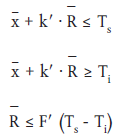 x̄ + k′ · R̄ ≤ Tₛ
x̄ + k′ · R̄ ≥ Tᵢ
R̄ ≤ F′ (Tₛ - Tᵢ)